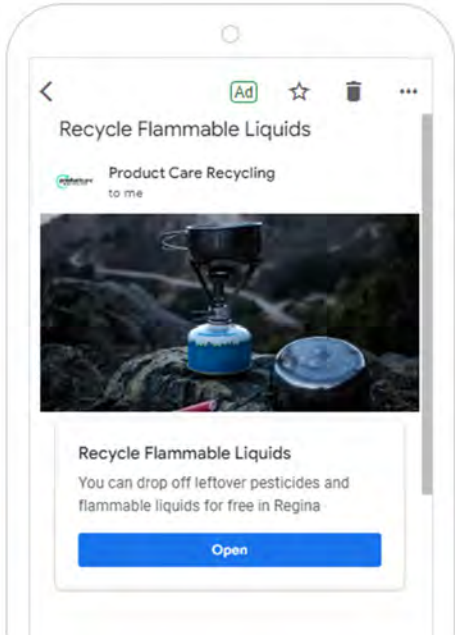 Ad
Recycle Flammable Liquids
Product Care Recycling
to me
Recycle Flammable Liquids
You can drop off leftover pesticides and
flammable liquids for free in Regina
Open